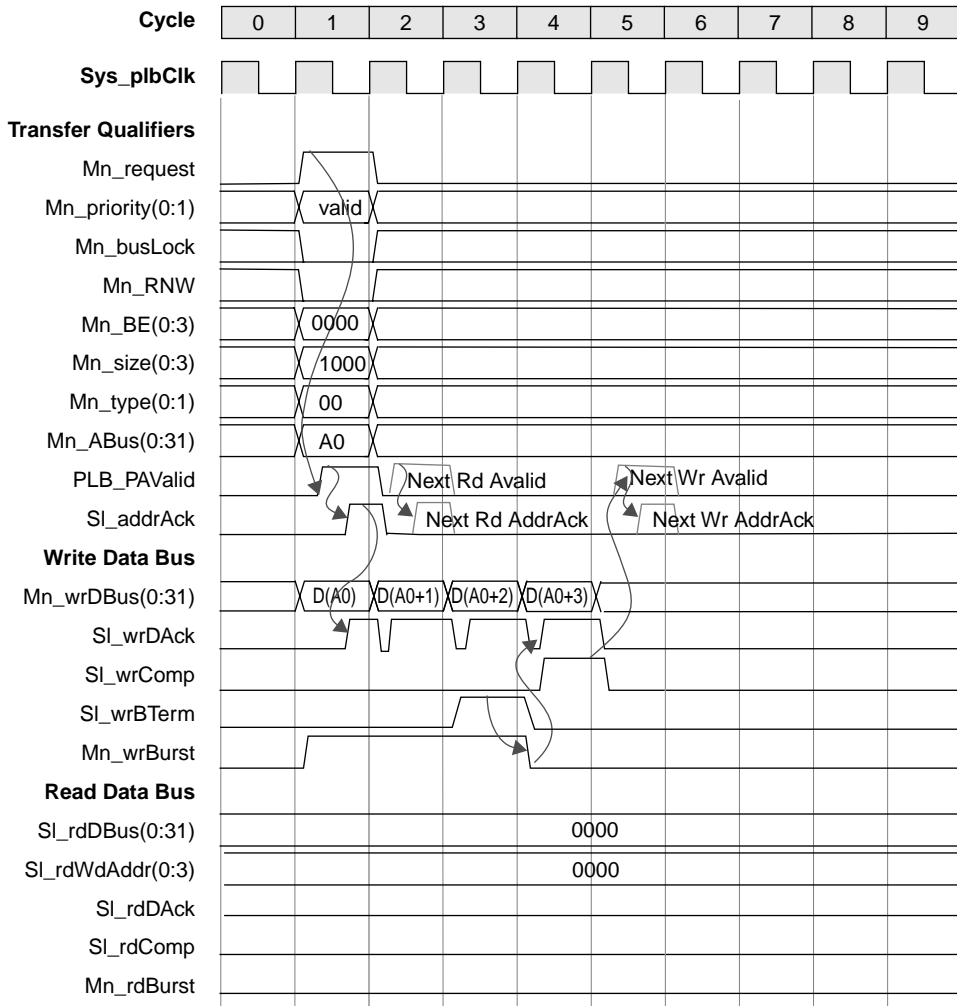 Cycle 0 1 2 3 4 5 6 7 8 9
Sys_plbClk
Transfer Qualifiers
Mn_request
Mn_priority(0:1) valid
Mn_busLock
Mn_RNW
Mn_BE(0:3) 0000
Mn_size(0:3) 1000
Mn_type(0:1) 00
Mn_ABus(0:31) A0
PLB_PAValid Next Rd Avalid Next Wr Avalid
Sl_addrAck Next Rd AddrAck Next Wr AddrAck
Write Data Bus
Mn_wrDBus(0:31) D(A0) D(A0+1) D(A0+2) D(A0+3)
Sl_wrDAck
Sl_wrComp
Sl_wrBTerm
Mn_wrBurst
Read Data Bus
Sl_rdDBus(0:31) 0000
Sl_rdWdAddr(0:3) 0000
Sl_rdDAck
Sl_rdComp
Mn_rdBurst